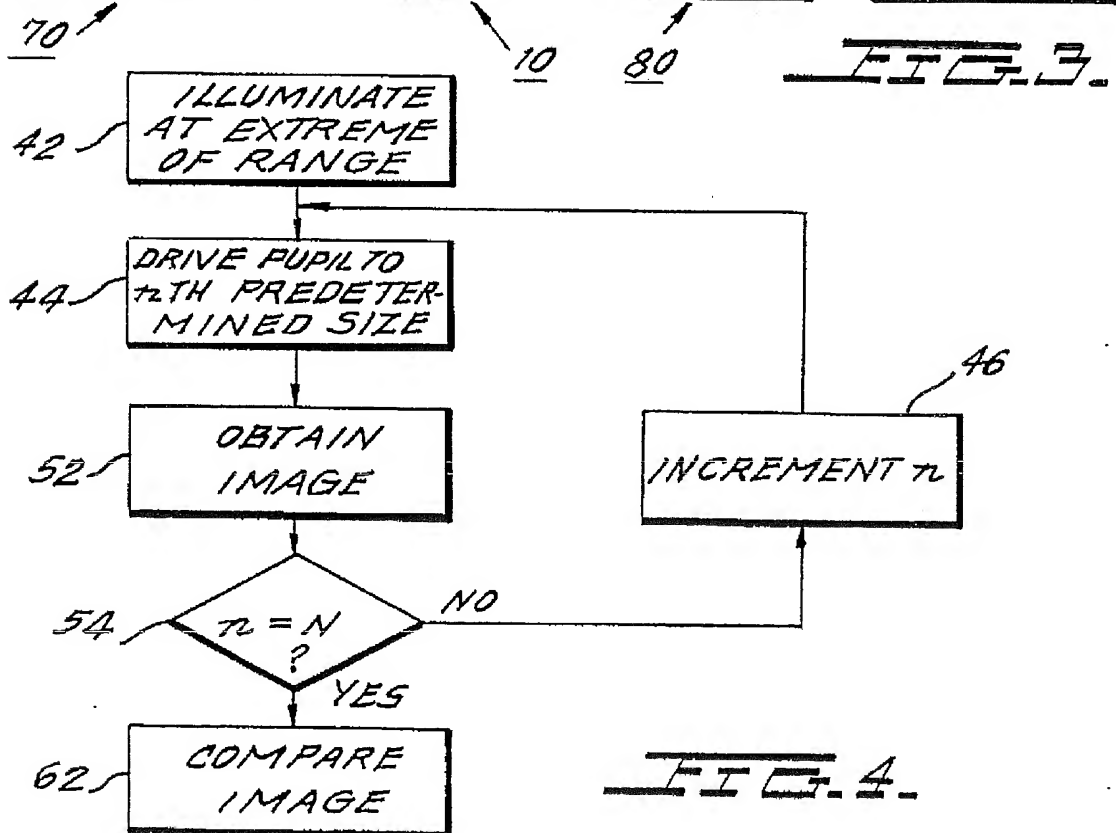 70
10
80
FIG. 3.
ILLUMINATE
AT EXTREME
OF RANGE
42
DRIVE PUPIL TO
nTH PREDETER-
MINED SIZE
44
46
OBTAIN
IMAGE
52
INCREMENT n
n = N
?
54
NO
YES
COMPARE
IMAGE
62
FIG. 4.